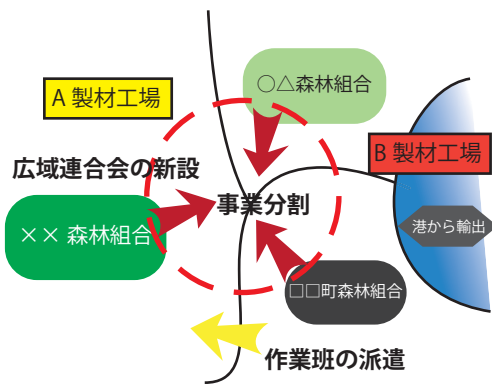 ○△森林組合
A 製材工場
B 製材工場
広域連合会の新設
事業分割
×× 森林組合
港から輸出
□□町森林組合
作業班の派遣